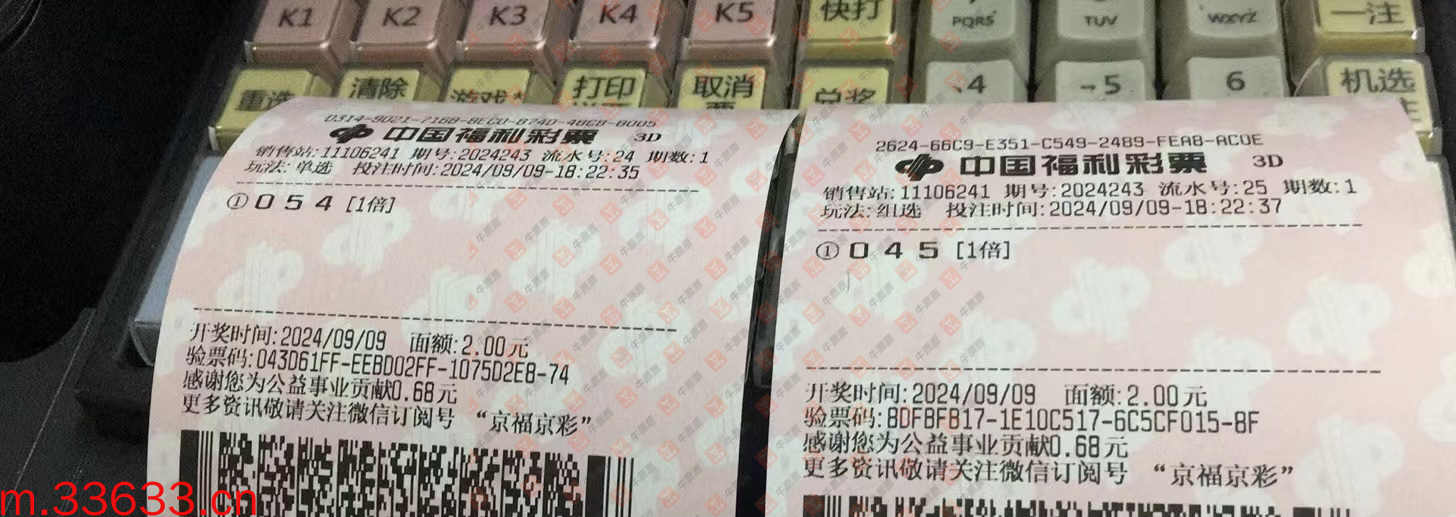 K1 K2 K3 K4 K5 快打 PQRS TUV WXYZ 一注
重选 清除 游戏 打印 取消 兑奖 4 5 6 机选
中国福利彩票 3D
销售站:11106241 期号:2024243 流水号:24 期数:1
玩法:单选 投注时间:2024/09/09-18:22:35
① 0 5 4 [1倍]
开奖时间:2024/09/09 面额:2.00元
验票码:043D61FF-EEBD02FF-1075D2E8-74
感谢您为公益事业贡献0.68元
更多资讯敬请关注微信订阅号 “京福京彩”
2624-66C9-E351-C549-2489-FEAB-AC0E
中国福利彩票 3D
销售站:11106241 期号:2024243 流水号:25 期数:1
玩法:组选 投注时间:2024/09/09-18:22:37
① 0 4 5 [1倍]
开奖时间:2024/09/09 面额:2.00元
验票码:BDFBFB17-1E10C517-6C5CF015-8F
感谢您为公益事业贡献0.68元
更多资讯敬请关注微信订阅号 “京福京彩”
m.33633.cn